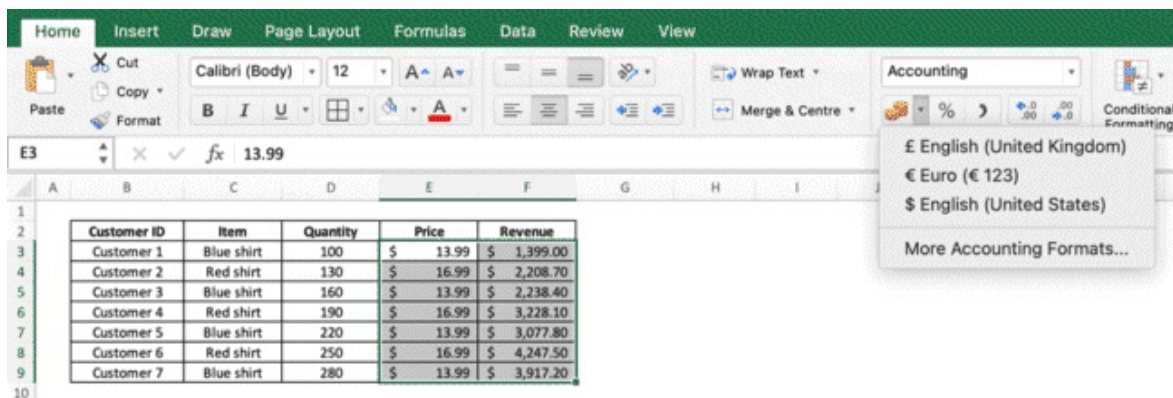 Home Insert Draw Page Layout Formulas Data Review View
Cut
Copy
Format
Paste
Calibri (Body) 12 A A
B I U A
Wrap Text
Merge & Centre
Accounting
% .0 .00 .00 .0
Conditional
Formatting
£ English (United Kingdom)
€ Euro (€ 123)
$ English (United States)
More Accounting Formats...
E3 fx 13.99
A B C D E F G H I
1
2 Customer ID Item Quantity Price Revenue
3 Customer 1 Blue shirt 100 $ 13.99 $ 1,399.00
4 Customer 2 Red shirt 130 $ 16.99 $ 2,208.70
5 Customer 3 Blue shirt 160 $ 13.99 $ 2,238.40
6 Customer 4 Red shirt 190 $ 16.99 $ 3,228.10
7 Customer 5 Blue shirt 220 $ 13.99 $ 3,077.80
8 Customer 6 Red shirt 250 $ 16.99 $ 4,247.50
9 Customer 7 Blue shirt 280 $ 13.99 $ 3,917.20
10